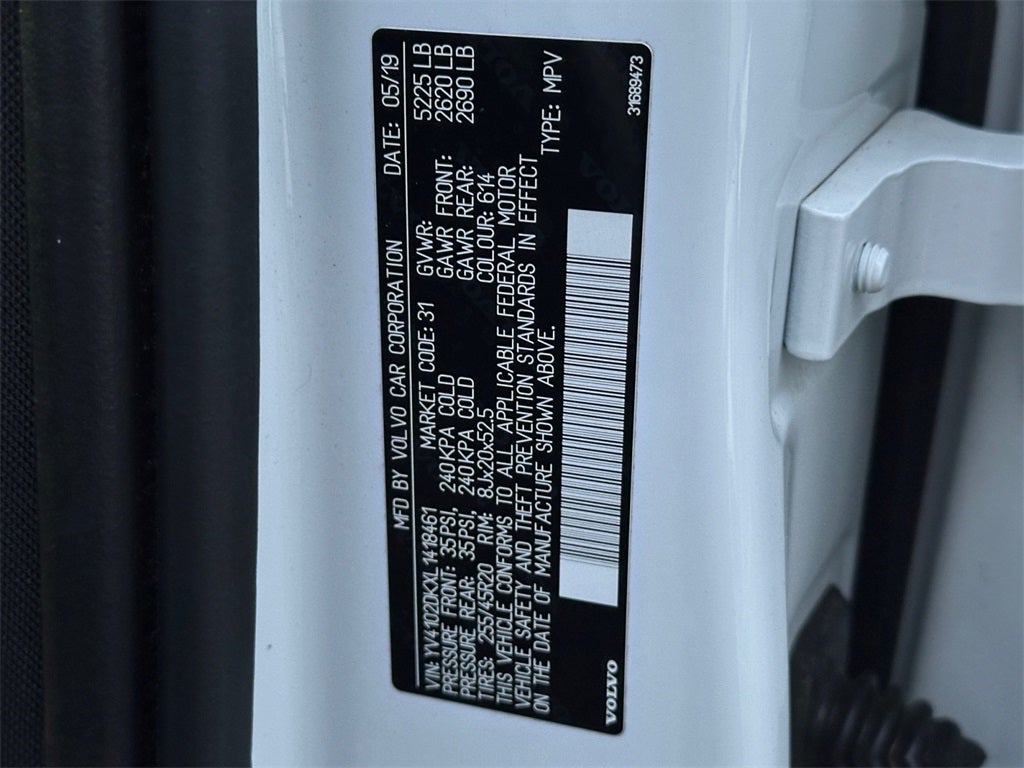 MFD BY VOLVO CAR CORPORATION DATE: 05/19
VIN: YV4102DKXL1418461 MARKET CODE: 31 GVWR: 5225 LB
PRESSURE FRONT: 35PSI, 240KPA COLD GAWR FRONT: 2620 LB
PRESSURE REAR: 35PSI, 240KPA COLD GAWR REAR: 2690 LB
TIRES: 255/45R20 RIM: 8Jx20x52.5 COLOUR: 614
THIS VEHICLE CONFORMS TO ALL APPLICABLE FEDERAL MOTOR
VEHICLE SAFETY AND THEFT PREVENTION STANDARDS IN EFFECT
ON THE DATE OF MANUFACTURE SHOWN ABOVE. TYPE: MPV
VOLVO 31689473